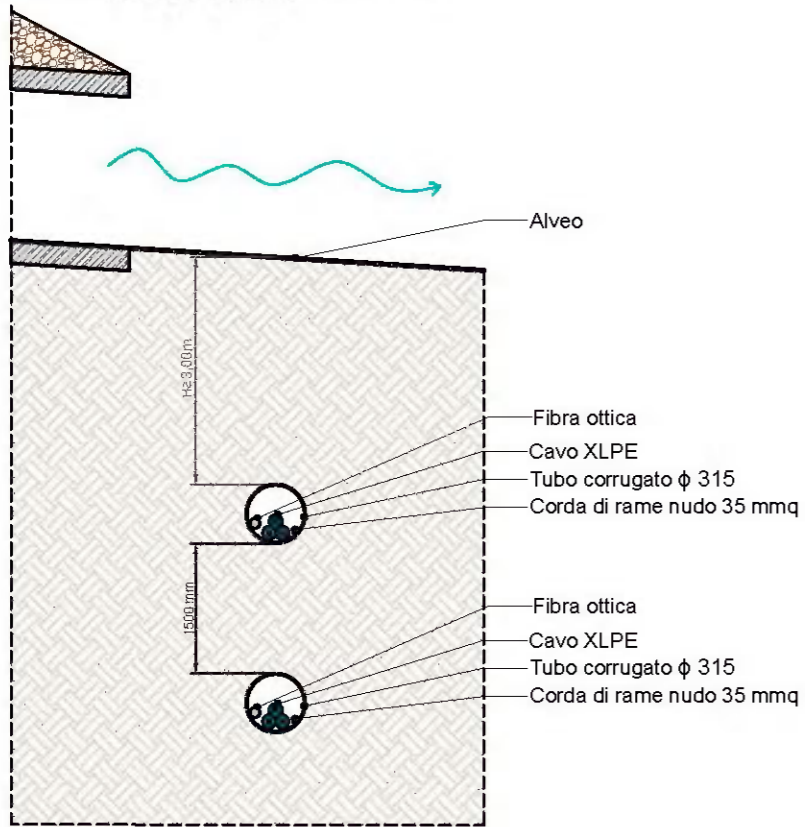 Alveo
H≥3,00m
Fibra ottica
Cavo XLPE
Tubo corrugato ϕ 315
Corda di rame nudo 35 mmq
1500 mm
Fibra ottica
Cavo XLPE
Tubo corrugato ϕ 315
Corda di rame nudo 35 mmq